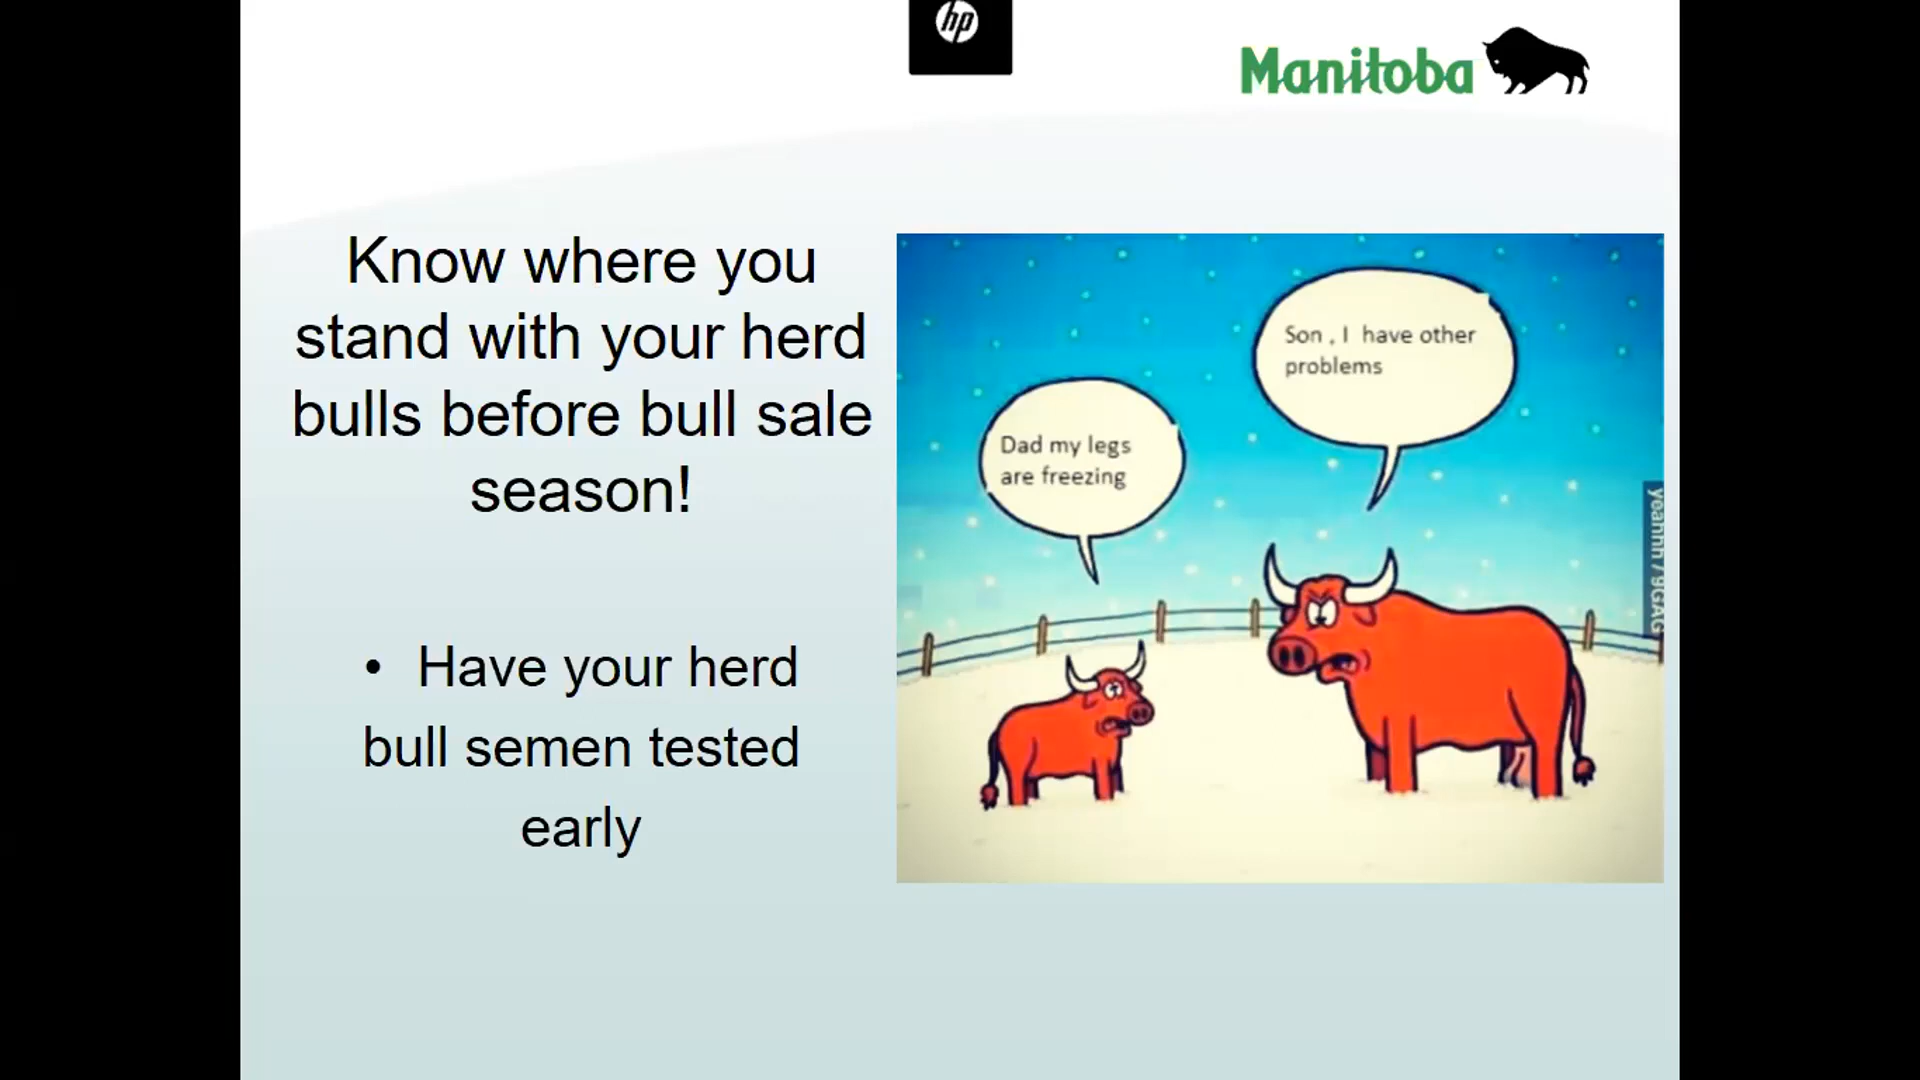 hp
Manitoba
Know where you
stand with your herd
bulls before bull sale
season!
• Have your herd
bull semen tested
early
Son , I have other
problems
Dad my legs
are freezing
yeahhh / 9GAG